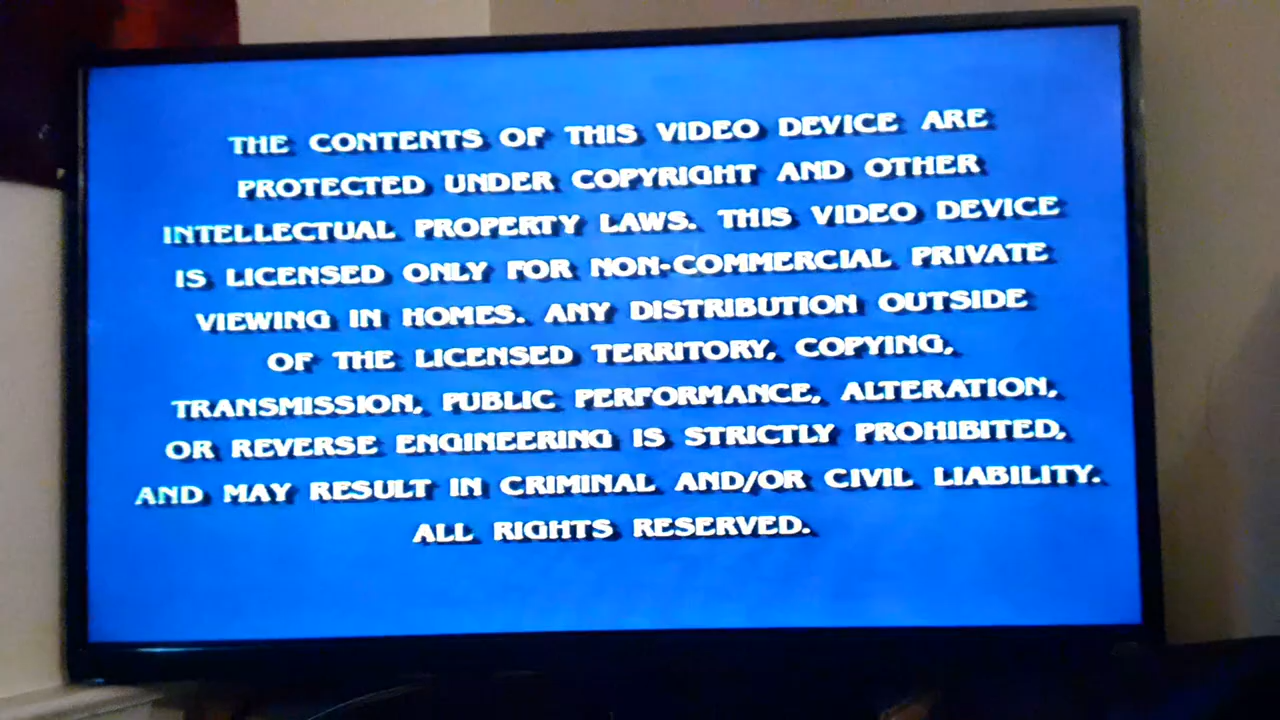 THE CONTENTS OF THIS VIDEO DEVICE ARE
PROTECTED UNDER COPYRIGHT AND OTHER
INTELLECTUAL PROPERTY LAWS. THIS VIDEO DEVICE
IS LICENSED ONLY FOR NON-COMMERCIAL PRIVATE
VIEWING IN HOMES. ANY DISTRIBUTION OUTSIDE
OF THE LICENSED TERRITORY, COPYING,
TRANSMISSION, PUBLIC PERFORMANCE, ALTERATION,
OR REVERSE ENGINEERING IS STRICTLY PROHIBITED,
AND MAY RESULT IN CRIMINAL AND/OR CIVIL LIABILITY.
ALL RIGHTS RESERVED.